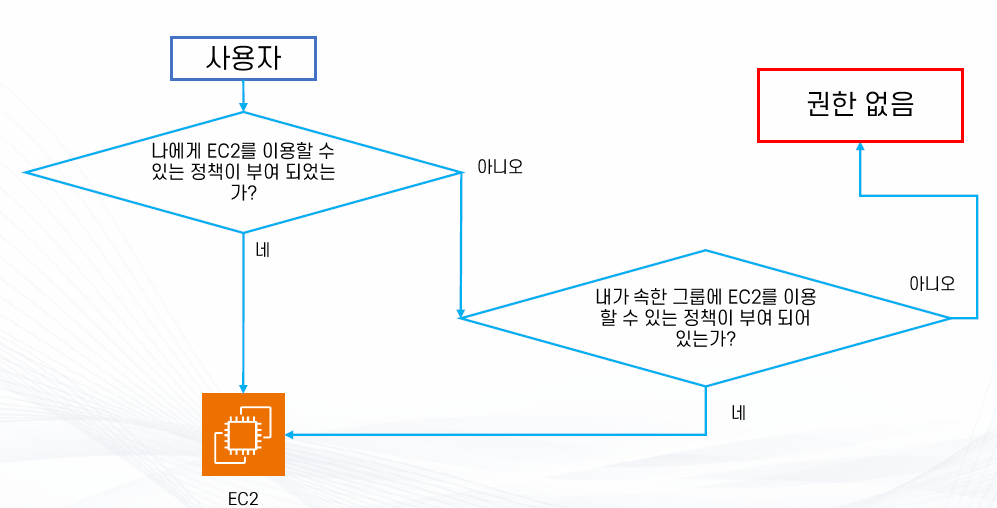 사용자
권한 없음
나에게 EC2를 이용할 수
있는 정책이 부여 되었는
가?
아니오
네
내가 속한 그룹에 EC2를 이용
할 수 있는 정책이 부여 되어
있는가?
아니오
네
EC2